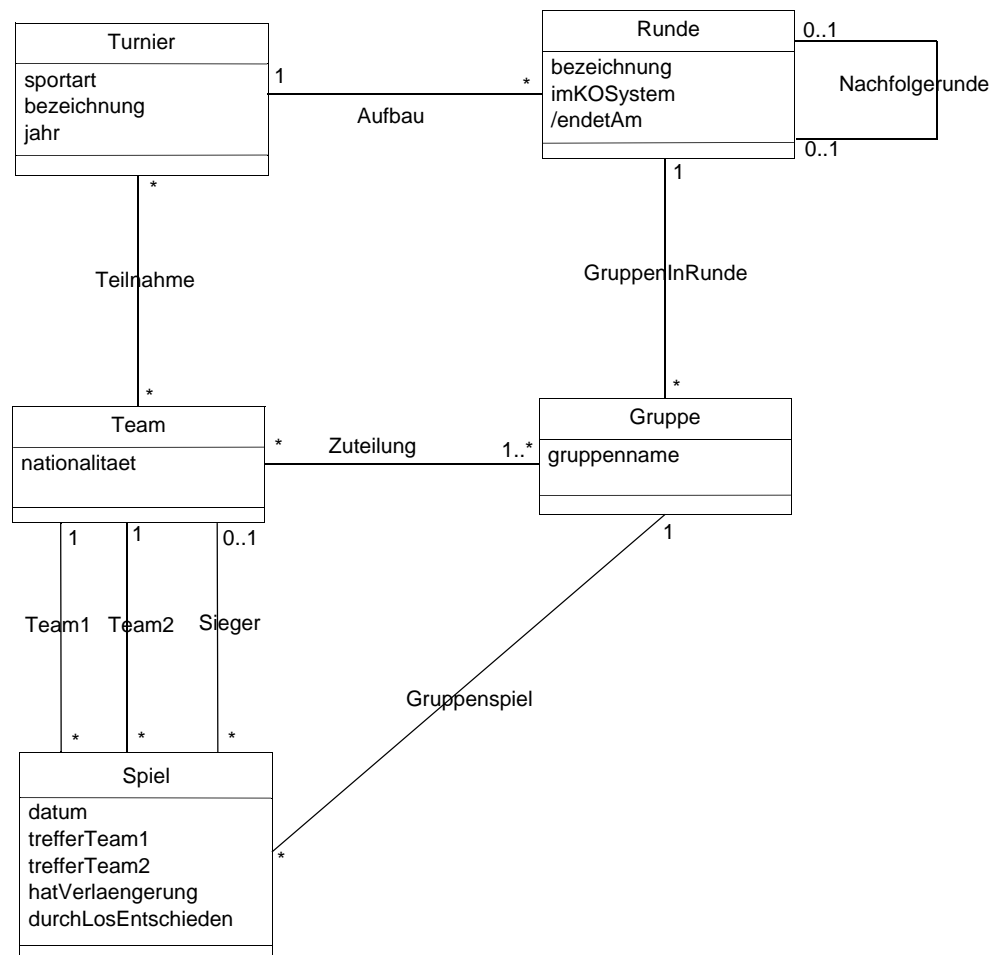 Turnier
sportart
bezeichnung
jahr
1
*
Aufbau
Runde
bezeichnung
imKOSystem
/endetAm
0..1
Nachfolgerunde
0..1
*
Teilnahme
*
1
GruppenInRunde
*
Team
nationalitaet
*
Zuteilung
1..*
Gruppe
gruppenname
1
1
0..1
1
Team1
Team2
Sieger
Gruppenspiel
*
*
*
*
Spiel
datum
trefferTeam1
trefferTeam2
hatVerlaengerung
durchLosEntschieden